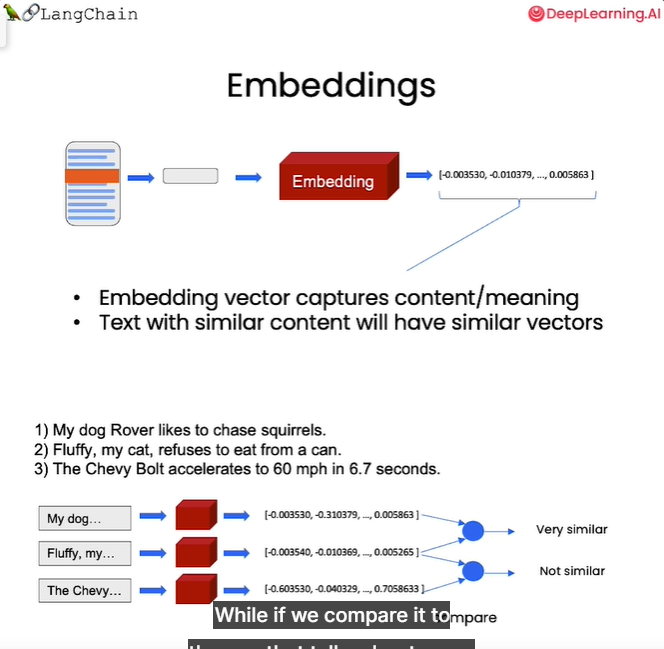 LangChain
DeepLearning.AI
Embeddings
Embedding
[-0.003530, -0.010379, ..., 0.005863 ]
• Embedding vector captures content/meaning
• Text with similar content will have similar vectors
1) My dog Rover likes to chase squirrels.
2) Fluffy, my cat, refuses to eat from a can.
3) The Chevy Bolt accelerates to 60 mph in 6.7 seconds.
My dog...
[-0.003530, -0.310379, ..., 0.005863 ]
Very similar
Fluffy, my...
[-0.003540, -0.010369, ..., 0.005265 ]
Not similar
The Chevy...
[-0.603530, -0.040329, ..., 0.7058633 ]
While if we compare it to
mpare